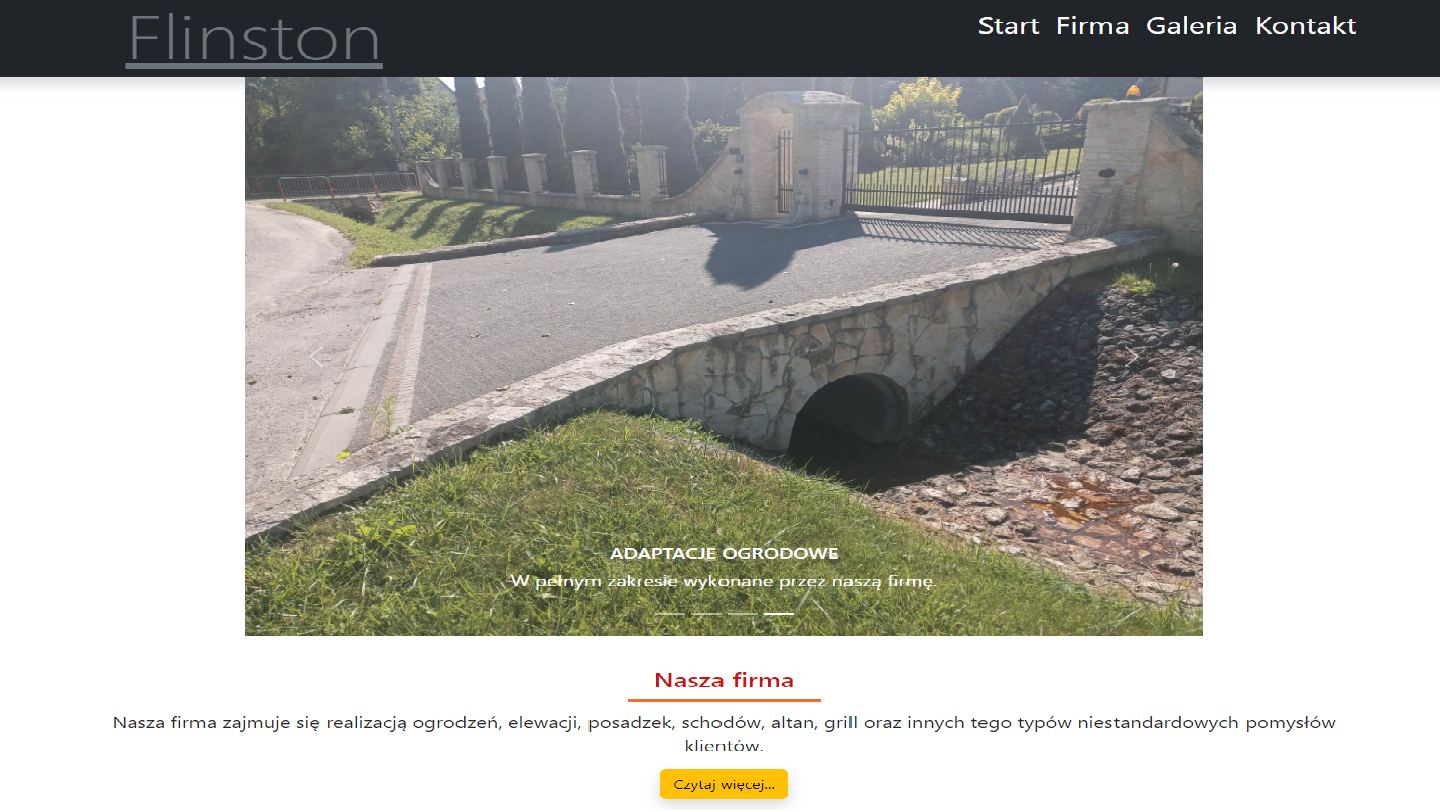 Flinston
Start Firma Galeria Kontakt
ADAPTACJE OGRODOWE
W pełnym zakresie wykonane przez naszą firmę.
Nasza firma
Nasza firma zajmuje się realizacją ogrodzeń, elewacji, posadzek, schodów, altan, grill oraz innych tego typów niestandardowych pomysłów
klientów.
Czytaj więcej...